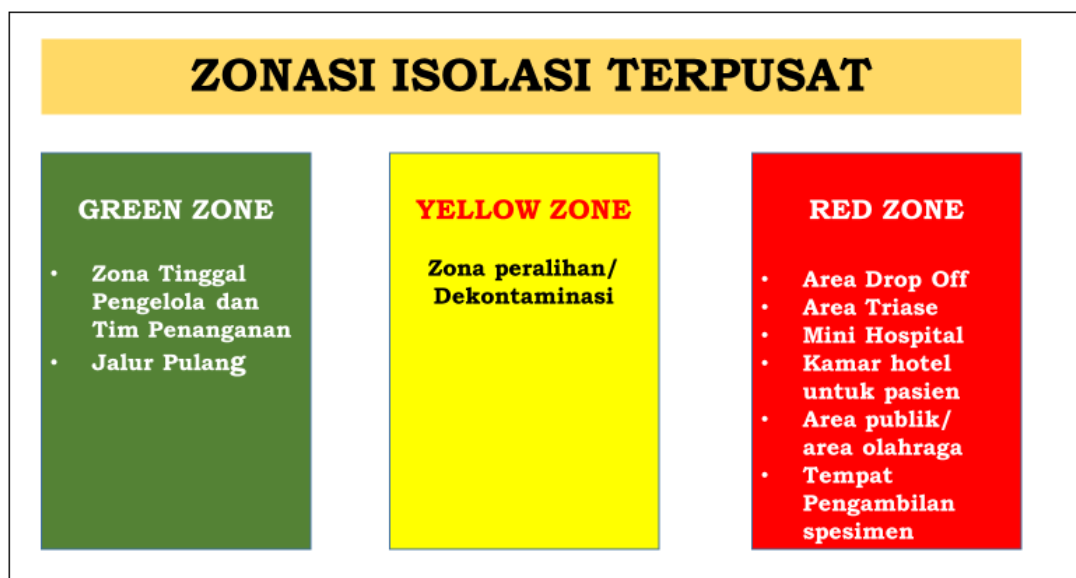 ZONASI ISOLASI TERPUSAT
GREEN ZONE
• Zona Tinggal
Pengelola dan
Tim Penanganan
• Jalur Pulang
YELLOW ZONE
Zona peralihan/
Dekontaminasi
RED ZONE
• Area Drop Off
• Area Triase
• Mini Hospital
• Kamar hotel
untuk pasien
• Area publik/
area olahraga
• Tempat
Pengambilan
spesimen